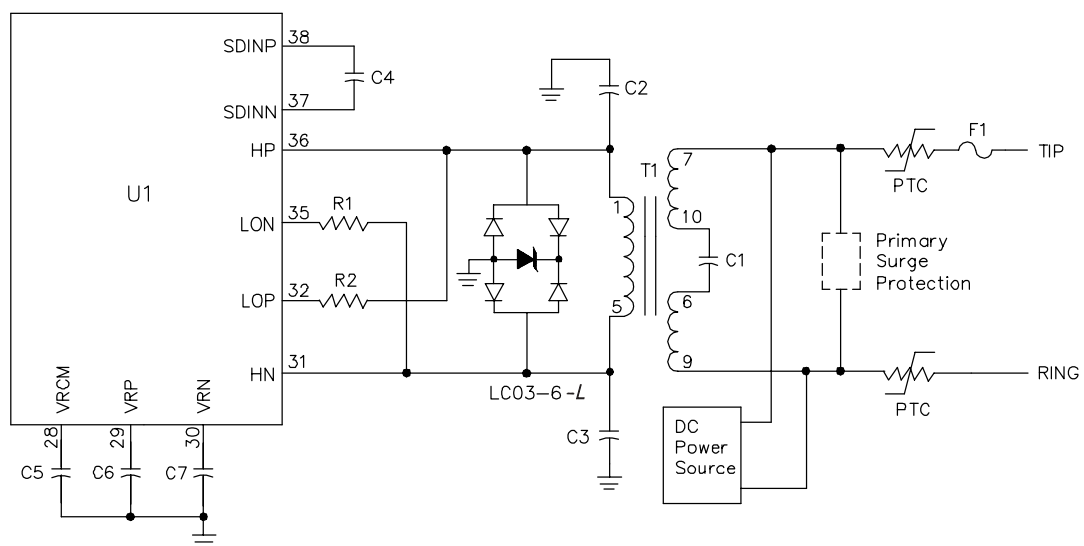 SDINP
38
C4
37
SDINN
C2
HP
36
F1
TIP
PTC
T1
7
U1
1
10
LON
35
R1
C1
Primary
Surge
Protection
LOP
32
R2
5
6
9
HN
31
RING
PTC
LC03-6-L
VRCM
VRP
VRN
28
29
30
C3
DC
Power
Source
C5
C6
C7